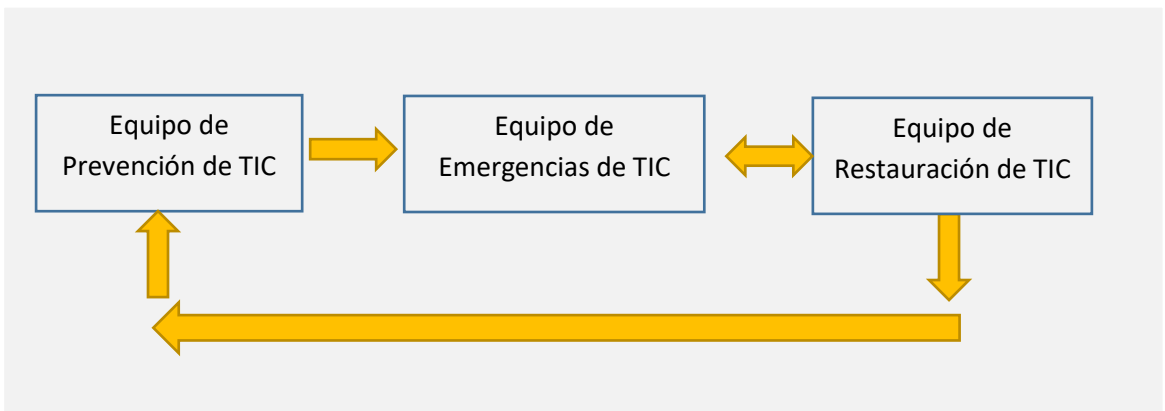 Equipo de
Prevención de TIC
Equipo de
Emergencias de TIC
Equipo de
Restauración de TIC